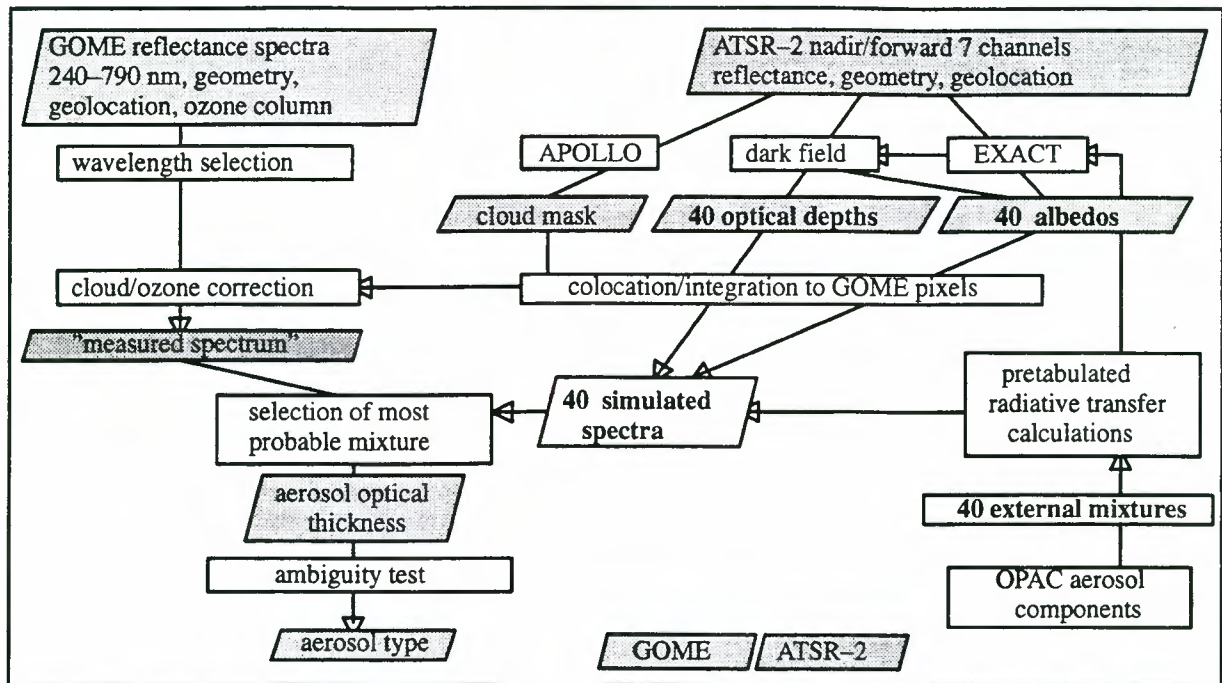 GOME reflectance spectra
240–790 nm, geometry,
geolocation, ozone column
ATSR–2 nadir/forward 7 channels
reflectance, geometry, geolocation
wavelength selection
APOLLO
dark field
EXACT
cloud mask
40 optical depths
40 albedos
cloud/ozone correction
colocation/integration to GOME pixels
"measured spectrum"
selection of most
probable mixture
40 simulated
spectra
pretabulated
radiative transfer
calculations
aerosol optical
thickness
40 external mixtures
ambiguity test
OPAC aerosol
components
aerosol type
GOME
ATSR–2